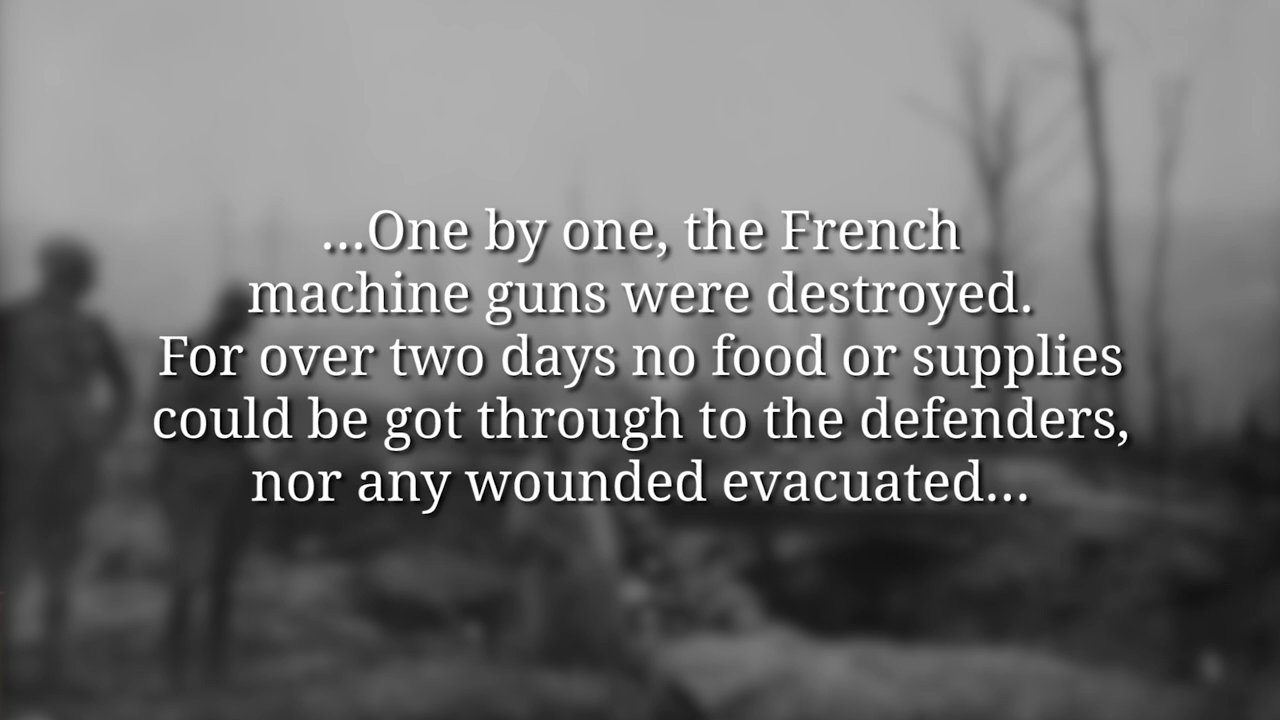 ...One by one, the French
machine guns were destroyed.
For over two days no food or supplies
could be got through to the defenders,
nor any wounded evacuated...